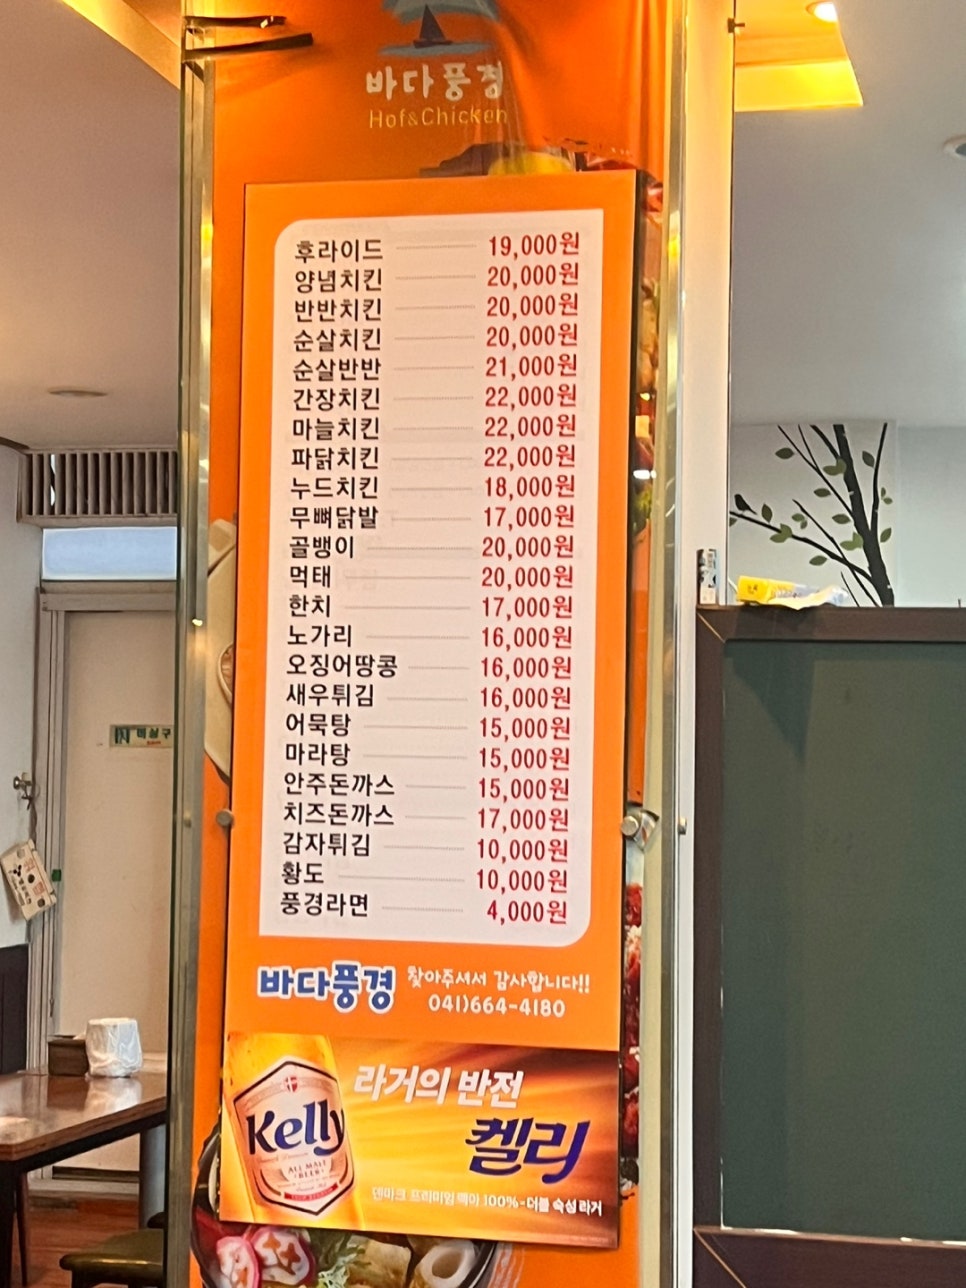 바다풍경
Hof&Chicken
후라이드 19,000원
양념치킨 20,000원
반반치킨 20,000원
순살치킨 20,000원
순살반반 21,000원
간장치킨 22,000원
마늘치킨 22,000원
파닭치킨 22,000원
누드치킨 18,000원
무뼈닭발 17,000원
골뱅이 20,000원
먹태 20,000원
한치 17,000원
노가리 16,000원
오징어땅콩 16,000원
새우튀김 16,000원
어묵탕 15,000원
마라탕 15,000원
안주돈까스 15,000원
치즈돈까스 17,000원
감자튀김 10,000원
황도 10,000원
풍경라면 4,000원
바다풍경 찾아주셔서 감사합니다!!
041)664-4180
라거의 반전
켈리
Kelly
ALL MALT
BEER
덴마크 프리미엄 맥아 100%-더블 숙성 라거
비상구